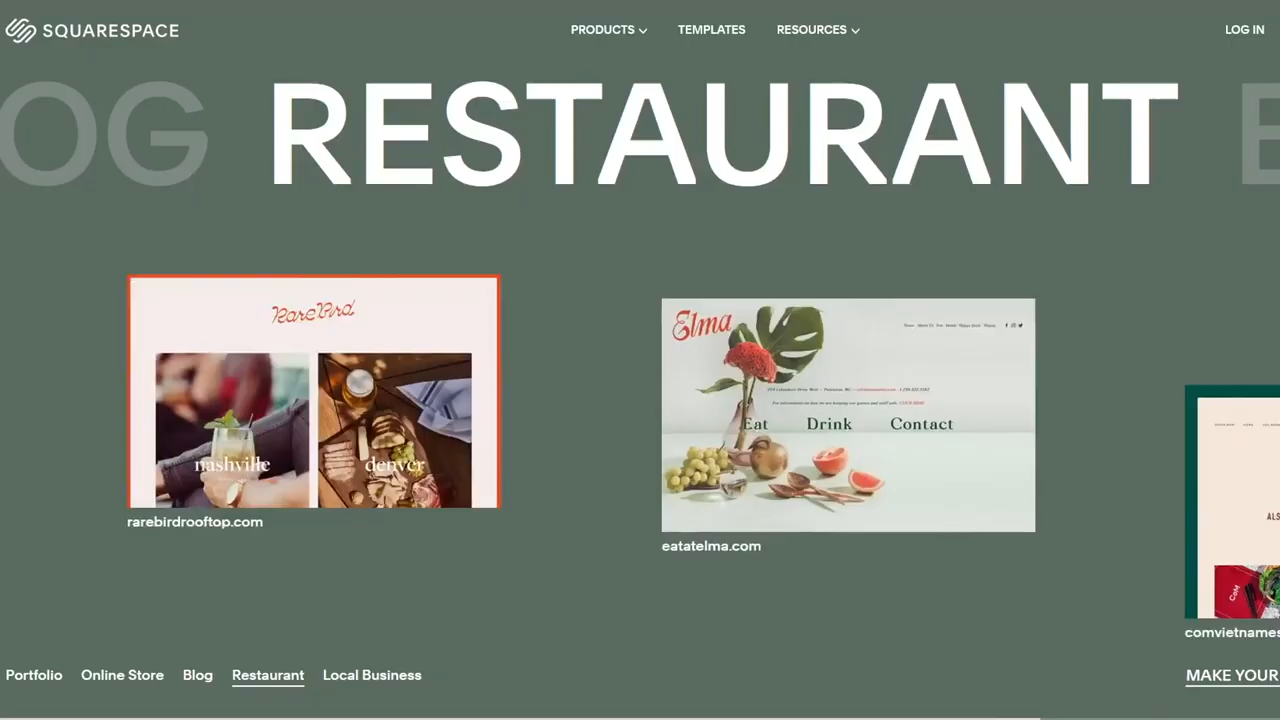 SQUARESPACE
PRODUCTS
TEMPLATES
RESOURCES
LOG IN
OG RESTAURANT
RareBird
nashville
denver
rarebirdrooftop.com
Elma
Eat
Drink
Contact
eatatelma.com
CoM
comvietnames
Portfolio
Online Store
Blog
Restaurant
Local Business
MAKE YOUR